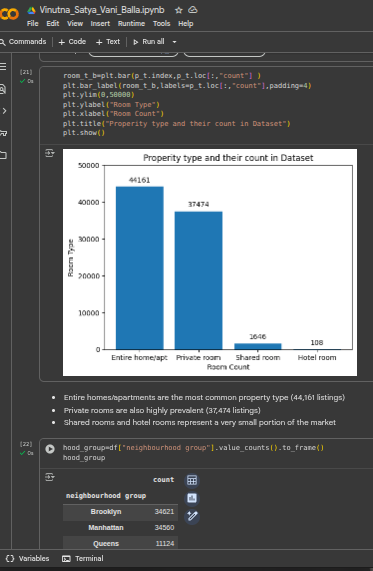 Vinutna_Satya_Vani_Balla.ipynb
File Edit View Insert Runtime Tools Help
Commands + Code + Text Run all
[21]
0s
room_t_b=plt.bar(p_t.index,p_t.loc[:,"count"] )
plt.bar_label(room_t_b,labels=p_t.loc[:,"count"],padding=4)
plt.ylim(0,50000)
plt.ylabel("Room Type")
plt.xlabel("Room Count")
plt.title("Properity type and their count in Dataset")
plt.show()
Properity type and their count in Dataset
50000
44161
40000
37474
30000
Room Type
20000
10000
1646
108
0
Entire home/apt Private room Shared room Hotel room
Room Count
Entire homes/apartments are the most common property type (44,161 listings)
Private rooms are also highly prevalent (37,474 listings)
Shared rooms and hotel rooms represent a very small portion of the market
[22]
0s
hood_group=df["neighbourhood group"].value_counts().to_frame()
hood_group
count
neighbourhood group
Brooklyn 34621
Manhattan 34560
Queens 11124
Variables Terminal